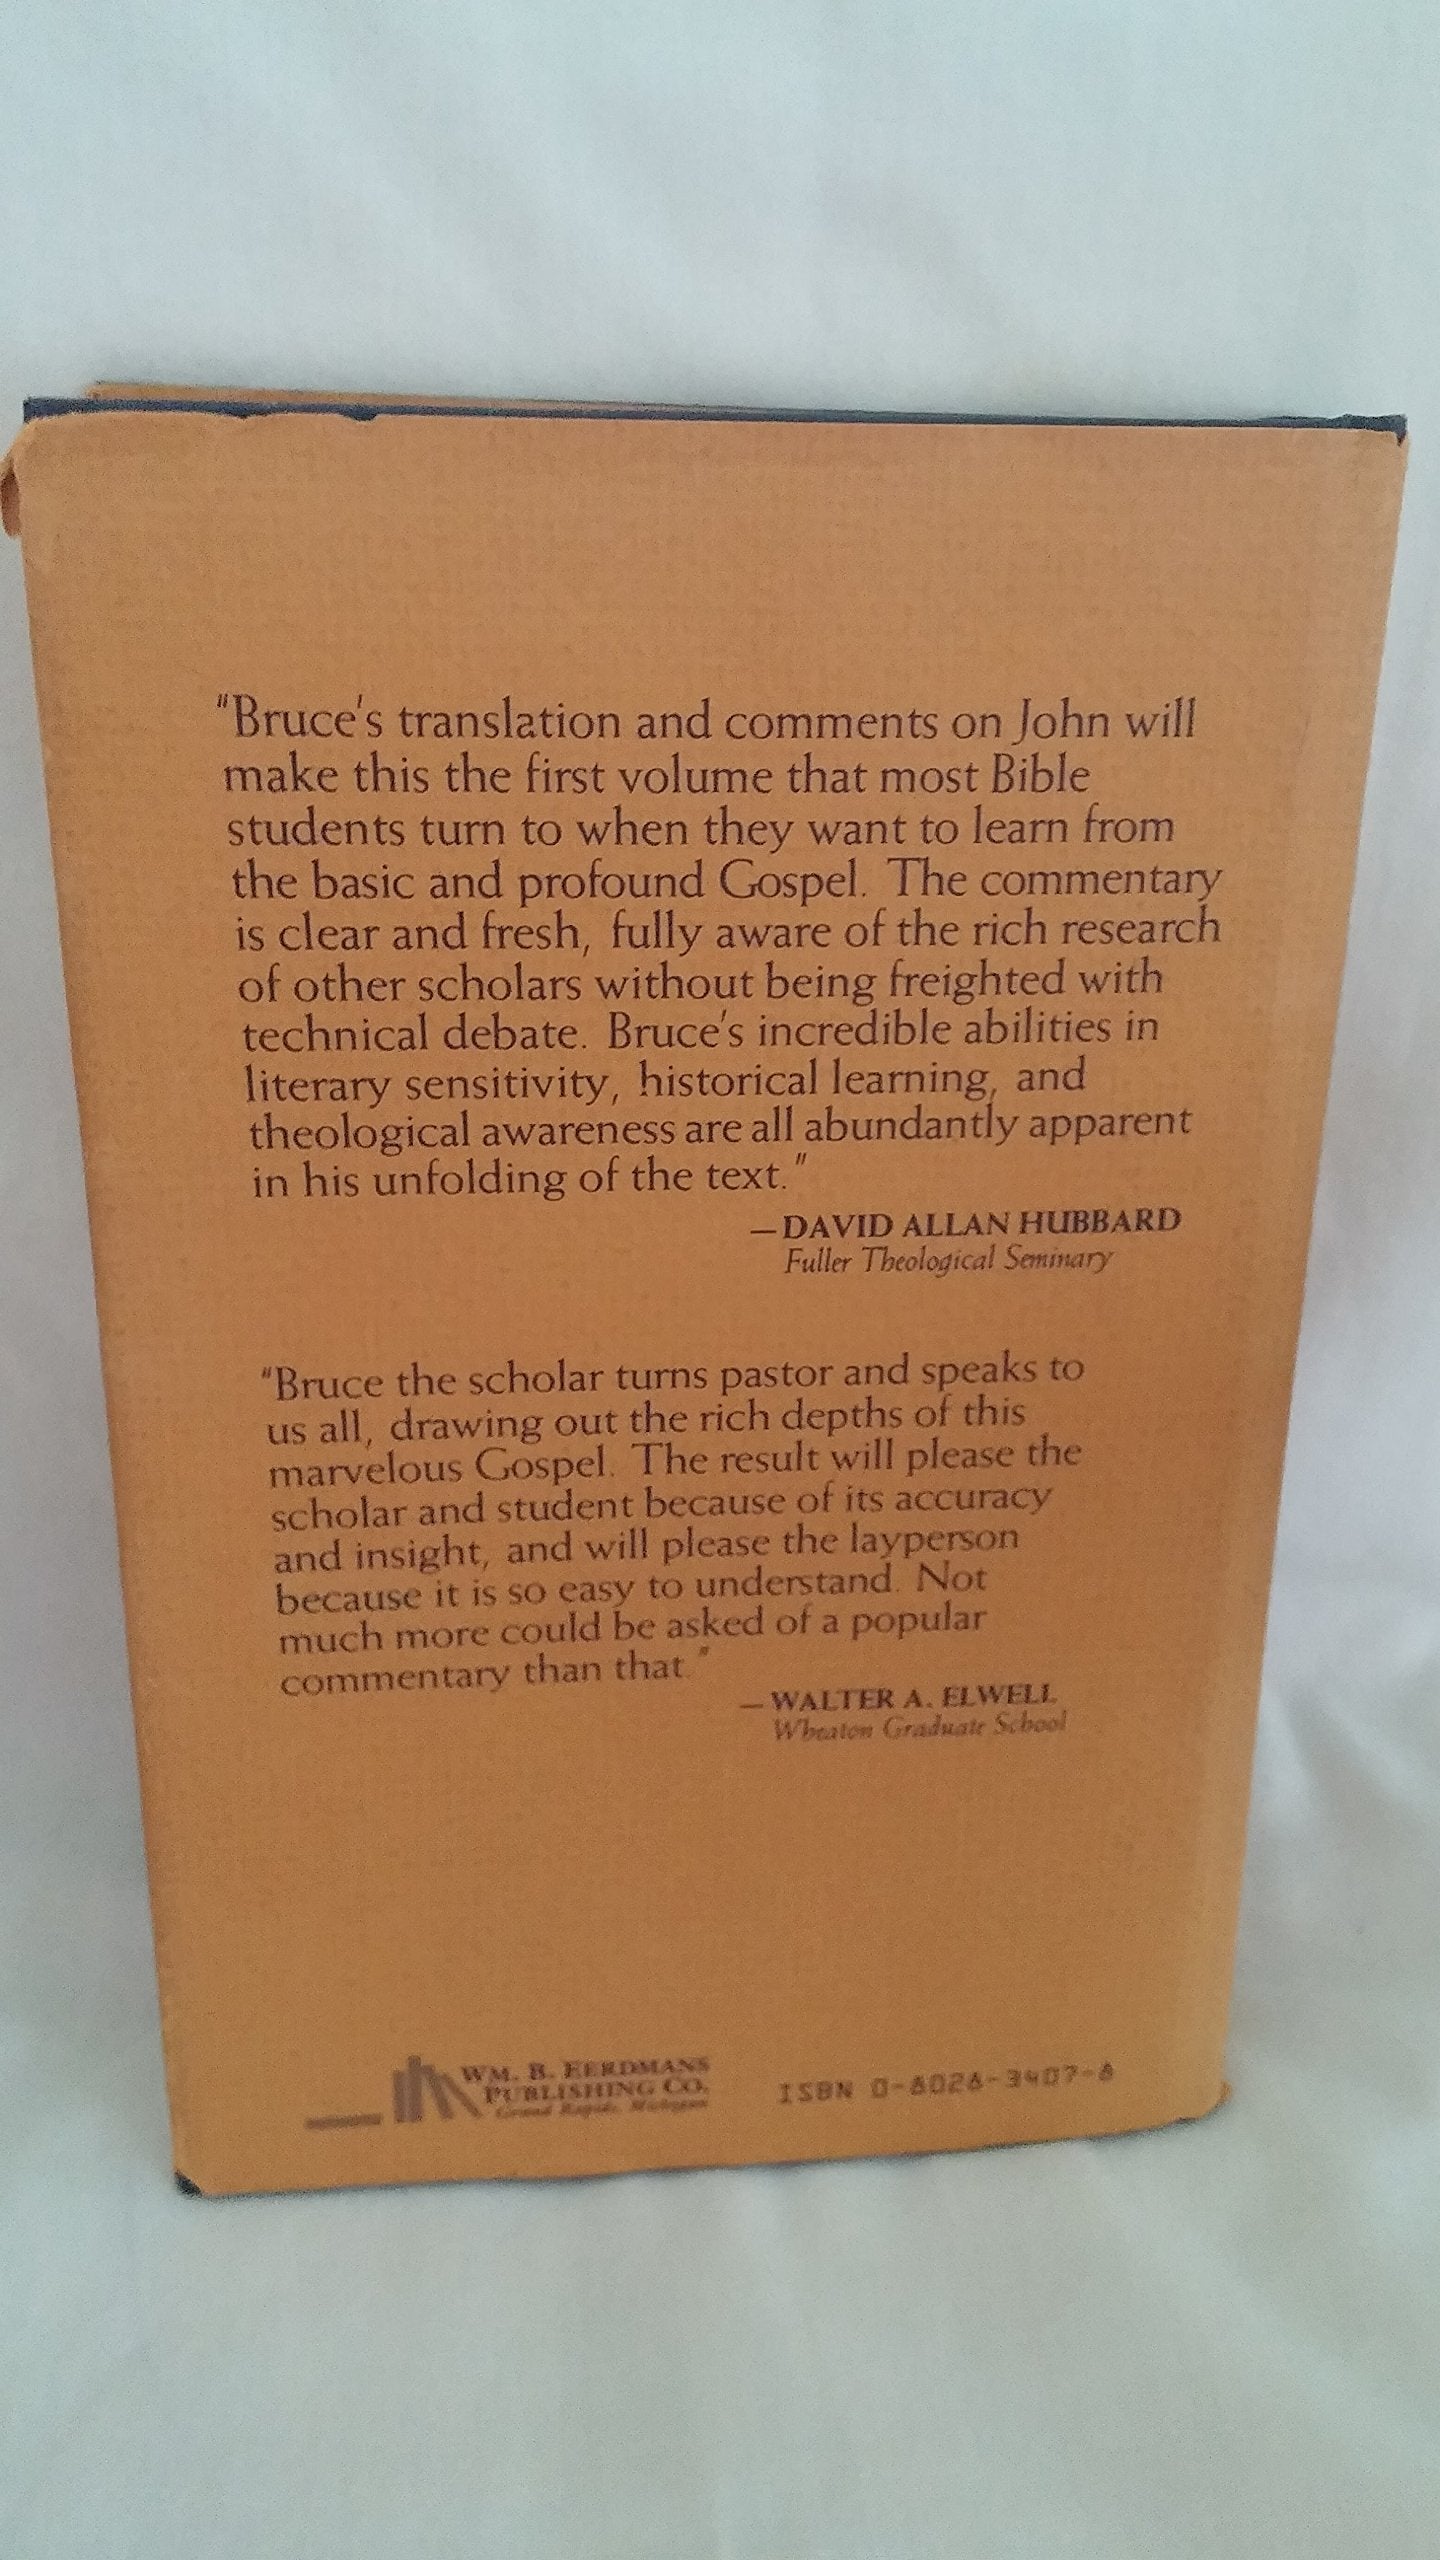 "Bruce's translation and comments on John will
make this the first volume that most Bible
students turn to when they want to learn from
the basic and profound Gospel. The commentary
is clear and fresh, fully aware of the rich research
of other scholars without being freighted with
technical debate. Bruce's incredible abilities in
literary sensitivity, historical learning, and
theological awareness are all abundantly apparent
in his unfolding of the text."
—DAVID ALLAN HUBBARD
Fuller Theological Seminary
"Bruce the scholar turns pastor and speaks to
us all, drawing out the rich depths of this
marvelous Gospel. The result will please the
scholar and student because of its accuracy
and insight, and will please the layperson
because it is so easy to understand. Not
much more could be asked of a popular
commentary than that."
—WALTER A. ELWELL
Wheaton Graduate School
WM. B. EERDMANS
PUBLISHING CO.
Grand Rapids, Michigan
ISBN 0-8028-3407-8